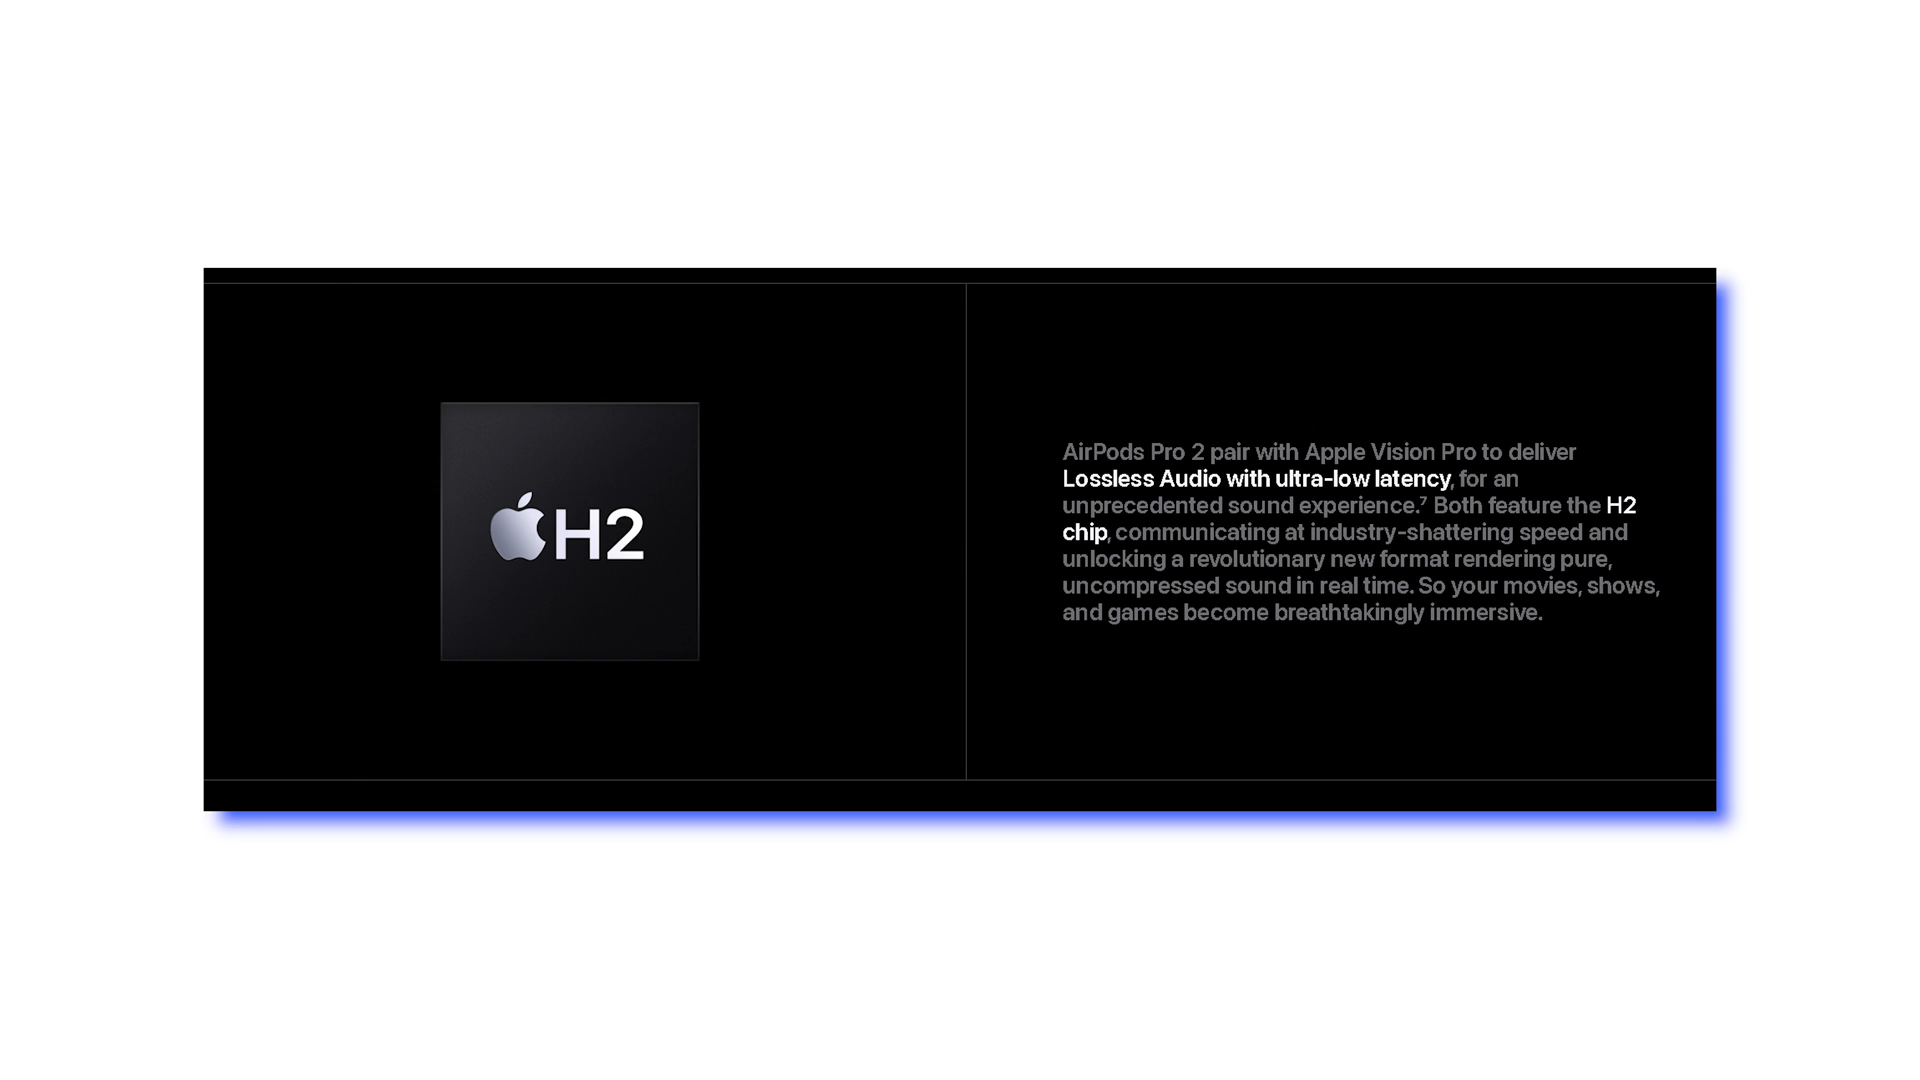 H2
AirPods Pro 2 pair with Apple Vision Pro to deliver
Lossless Audio with ultra-low latency, for an
unprecedented sound experience.⁷ Both feature the H2
chip, communicating at industry-shattering speed and
unlocking a revolutionary new format rendering pure,
uncompressed sound in real time. So your movies, shows,
and games become breathtakingly immersive.